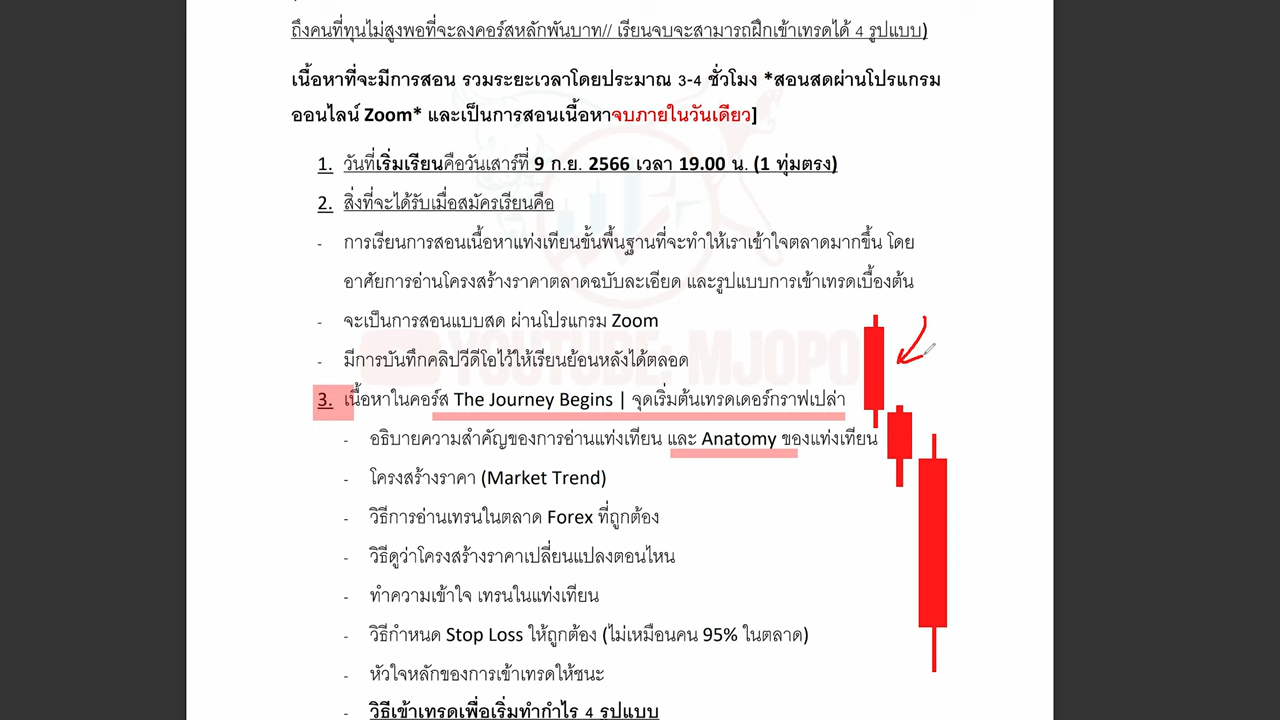 ถึงคนที่ทุนไม่สูงพอที่จะลงคอร์สหลักพันบาท// เรียนจบจะสามารถฝึกเข้าเทรดได้ 4 รูปแบบ)
เนื้อหาที่จะมีการสอน รวมระยะเวลาโดยประมาณ 3-4 ชั่วโมง *สอนสดผ่านโปรแกรม
ออนไลน์ Zoom* และเป็นการสอนเนื้อหาจบภายในวันเดียว]
1. วันที่เริ่มเรียนคือวันเสาร์ที่ 9 ก.ย. 2566 เวลา 19.00 น. (1 ทุ่มตรง)
2. สิ่งที่จะได้รับเมื่อสมัครเรียนคือ
- การเรียนการสอนเนื้อหาแท่งเทียนขั้นพื้นฐานที่จะทำให้เราเข้าใจตลาดมากขึ้น โดย
อาศัยการอ่านโครงสร้างราคาตลาดฉบับละเอียด และรูปแบบการเข้าเทรดเบื้องต้น
- จะเป็นการสอนแบบสด ผ่านโปรแกรม Zoom
YOUTUBE: MJOPO
- มีการบันทึกคลิปวีดีโอไว้ให้เรียนย้อนหลังได้ตลอด
3. เนื้อหาในคอร์ส The Journey Begins | จุดเริ่มต้นเทรดเดอร์กราฟเปล่า
- อธิบายความสำคัญของการอ่านแท่งเทียน และ Anatomy ของแท่งเทียน
- โครงสร้างราคา (Market Trend)
- วิธีการอ่านเทรนในตลาด Forex ที่ถูกต้อง
- วิธีดูว่าโครงสร้างราคาเปลี่ยนแปลงตอนไหน
- ทำความเข้าใจ เทรนในแท่งเทียน
- วิธีกำหนด Stop Loss ให้ถูกต้อง (ไม่เหมือนคน 95% ในตลาด)
- หัวใจหลักของการเข้าเทรดให้ชนะ
- วิธีเข้าเทรดเพื่อเริ่มทำกำไร 4 รูปแบบ